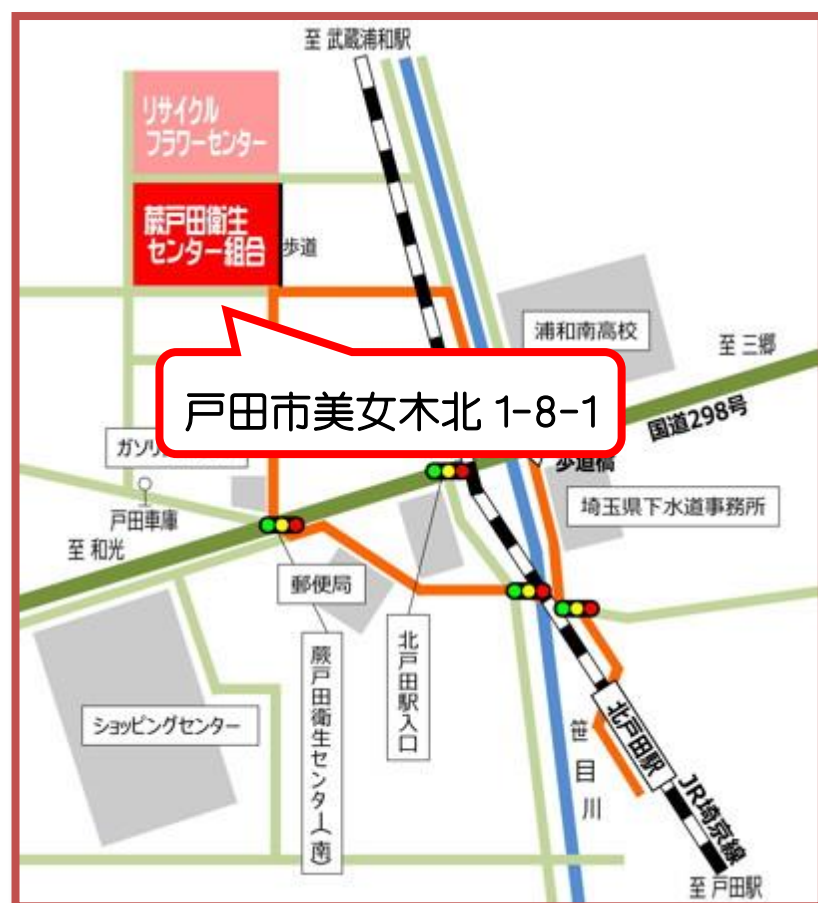 至 武蔵浦和駅
リサイクル
フラワーセンター
蕨戸田衛生
センター組合
歩道
浦和南高校
至 三郷
戸田市美女木北 1-8-1
国道298号
ガソリ
歩道橋
戸田車庫
埼玉県下水道事務所
至 和光
郵便局
北戸田駅入口
蕨戸田衛生センター(南)
ショッピングセンター
北戸田駅
笹目川
JR埼京線
至 戸田駅